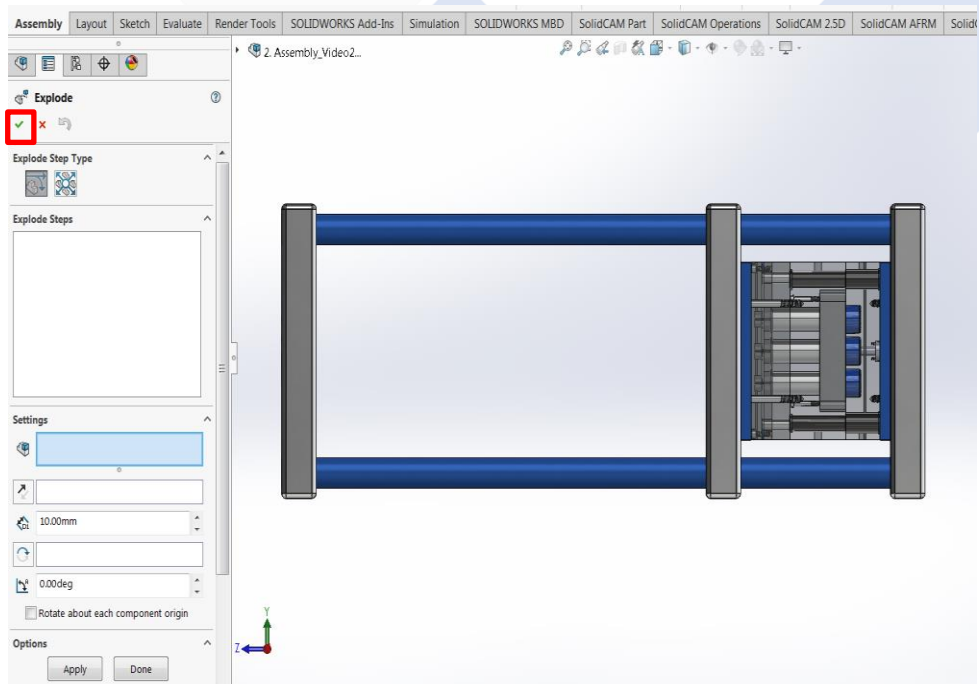 Assembly Layout Sketch Evaluate Render Tools SOLIDWORKS Add-Ins Simulation SOLIDWORKS MBD SolidCAM Part SolidCAM Operations SolidCAM 2.5D SolidCAM AFRM
2. Assembly_Video2...
Explode
Explode Step Type
Explode Steps
Settings
10.00mm
0.00deg
Rotate about each component origin
Options
Apply Done
Y
Z